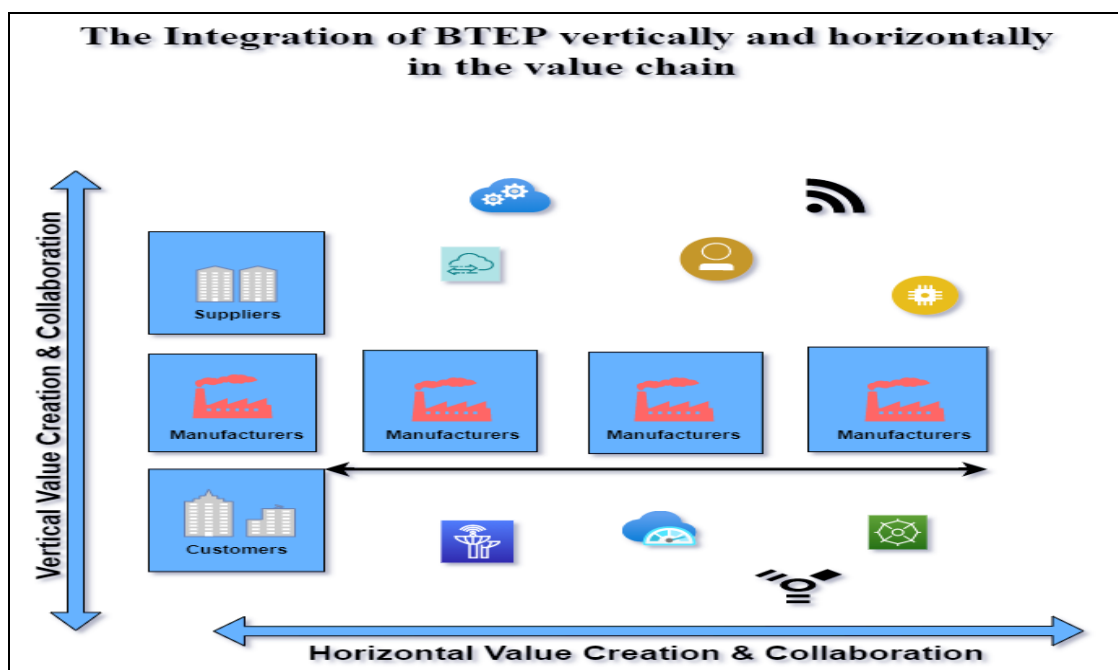 The Integration of BTEP vertically and horizontally
in the value chain
Vertical Value Creation & Collaboration
Suppliers
Manufacturers
Manufacturers
Manufacturers
Manufacturers
Customers
Horizontal Value Creation & Collaboration